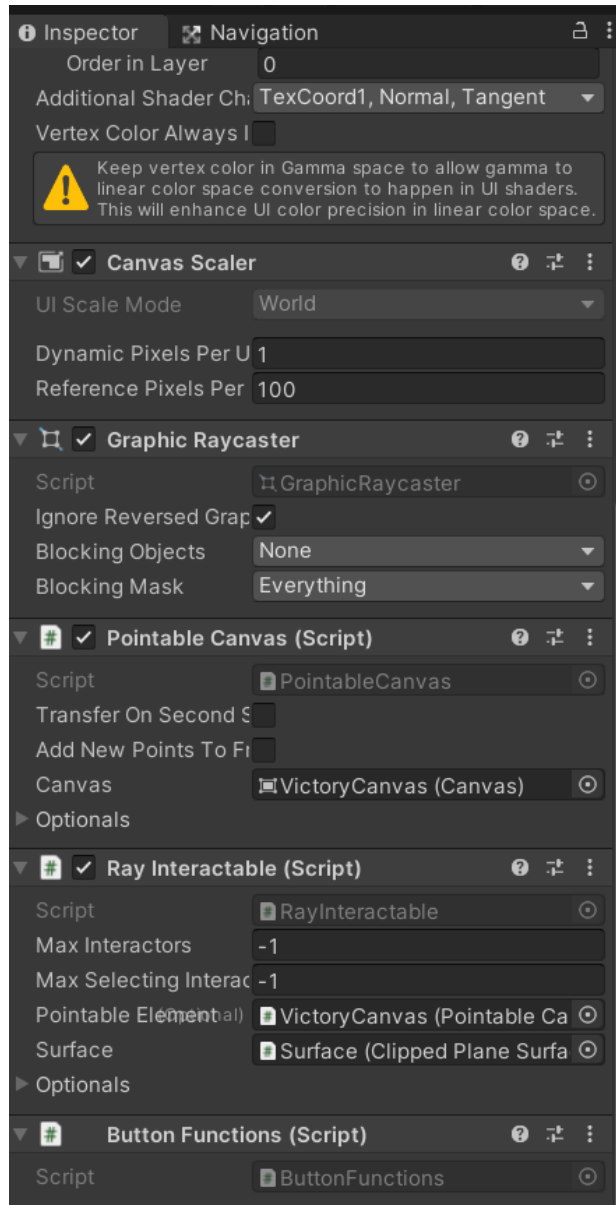 Inspector Navigation
Order in Layer 0
Additional Shader Cha TexCoord1, Normal, Tangent
Vertex Color Always I
Keep vertex color in Gamma space to allow gamma to
linear color space conversion to happen in UI shaders.
This will enhance UI color precision in linear color space.
Canvas Scaler
UI Scale Mode World
Dynamic Pixels Per U 1
Reference Pixels Per 100
Graphic Raycaster
Script GraphicRaycaster
Ignore Reversed Grap
Blocking Objects None
Blocking Mask Everything
# Pointable Canvas (Script)
Script PointableCanvas
Transfer On Second S
Add New Points To Fr
Canvas VictoryCanvas (Canvas)
Optionals
# Ray Interactable (Script)
Script RayInteractable
Max Interactors -1
Max Selecting Interac -1
Pointable Element (Optional) VictoryCanvas (Pointable Ca
Surface Surface (Clipped Plane Surfa
Optionals
# Button Functions (Script)
Script ButtonFunctions